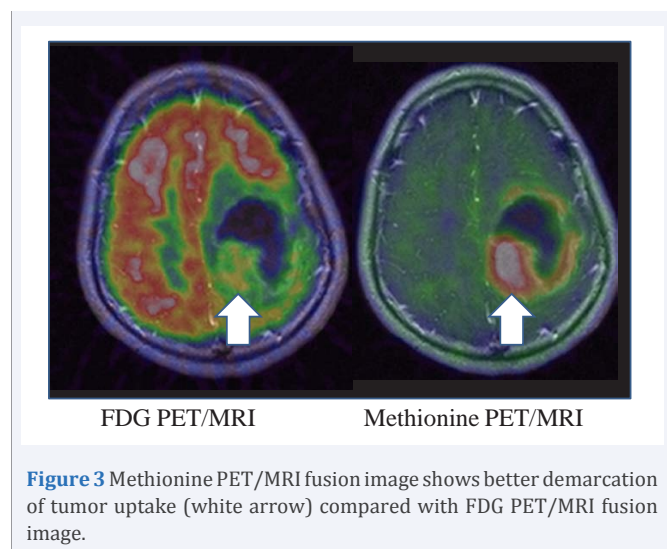 FDG PET/MRI
Methionine PET/MRI
Figure 3 Methionine PET/MRI fusion image shows better demarcation
of tumor uptake (white arrow) compared with FDG PET/MRI fusion
image.